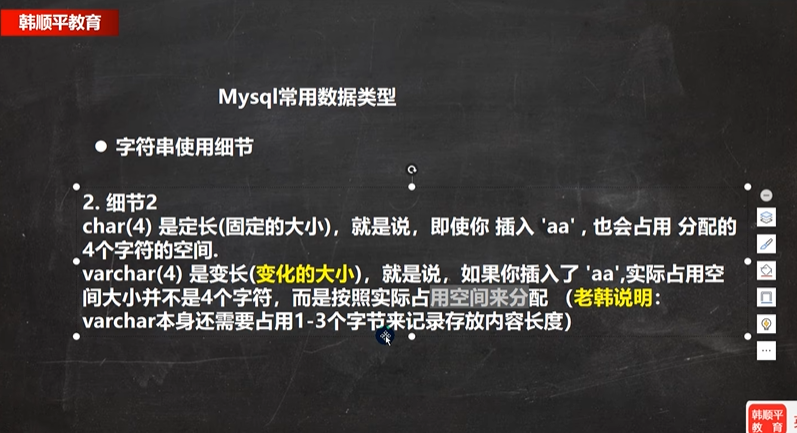 韩顺平教育
Mysql常用数据类型
● 字符串使用细节
2. 细节2
char(4) 是定长(固定的大小)，就是说，即使你 插入 'aa' , 也会占用 分配的
4个字符的空间.
varchar(4) 是变长(变化的大小)，就是说，如果你插入了 'aa',实际占用空
间大小并不是4个字符，而是按照实际占用空间来分配 （老韩说明：
varchar本身还需要占用1-3个字节来记录存放内容长度）
韩顺平
教 育